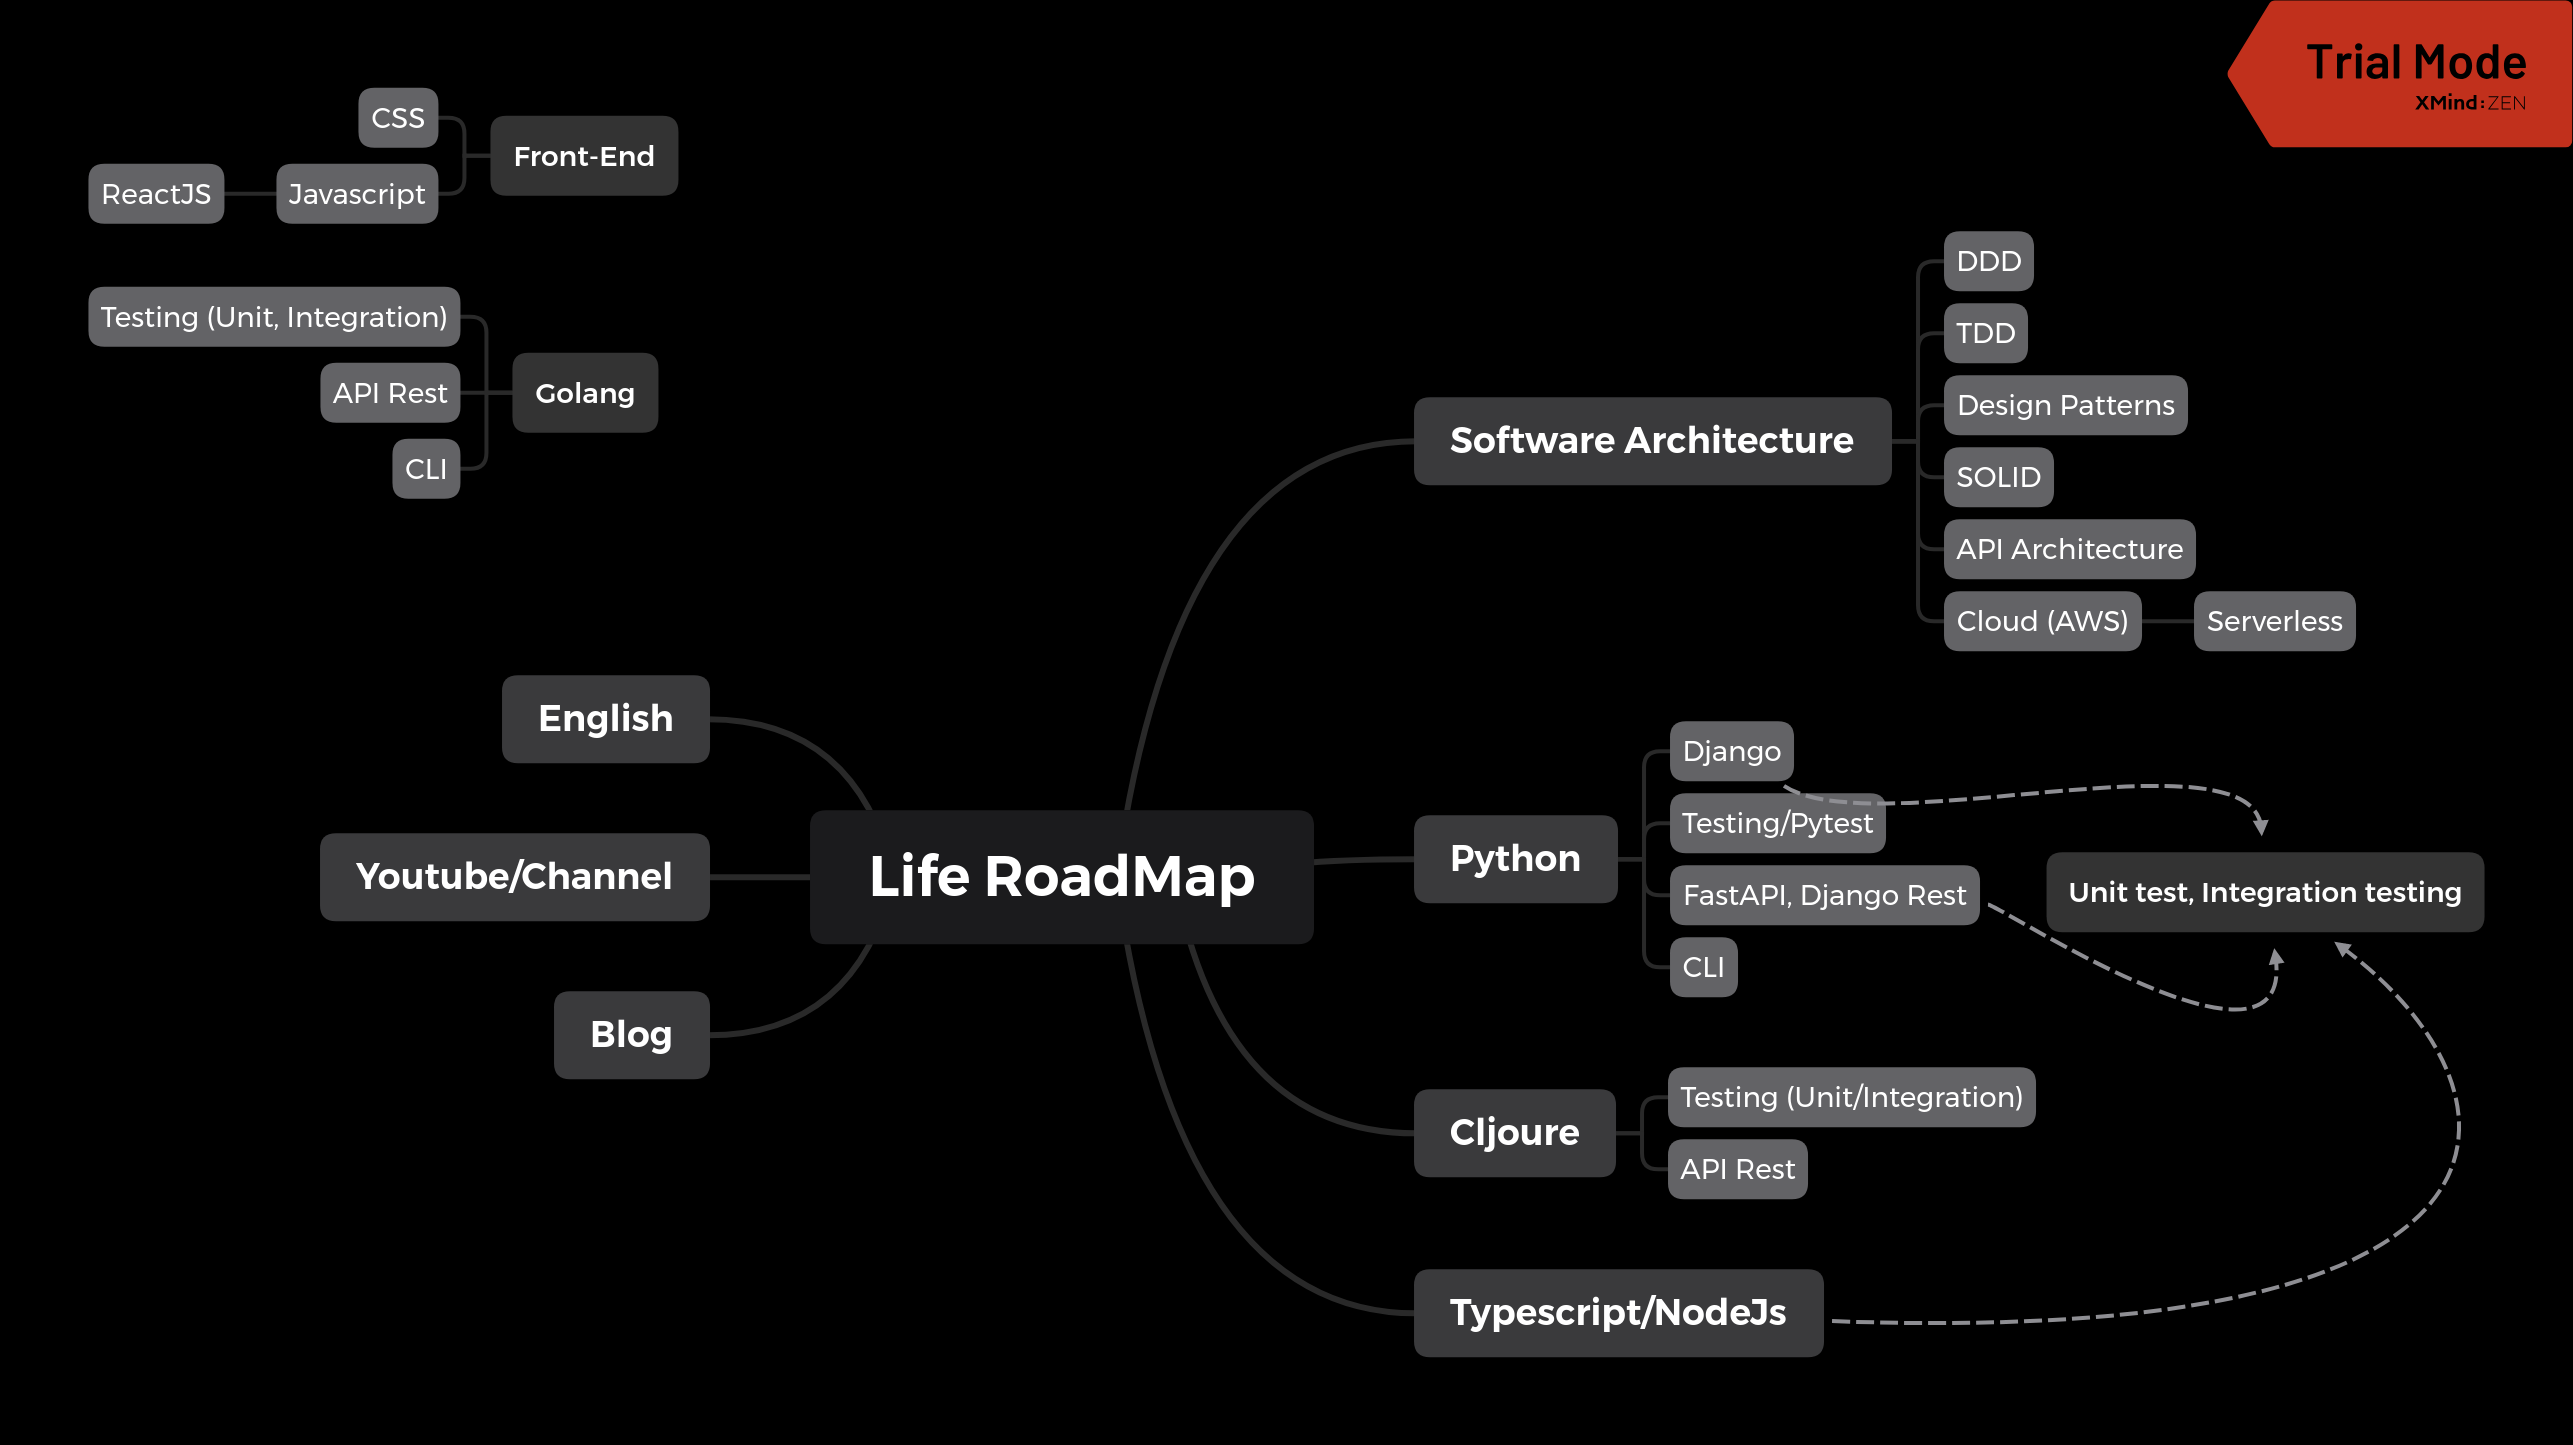 Trial Mode
XMind:ZEN
CSS
Front-End
ReactJS
Javascript
Testing (Unit, Integration)
API Rest
Golang
CLI
DDD
TDD
Design Patterns
Software Architecture
SOLID
API Architecture
Cloud (AWS)
Serverless
English
Youtube/Channel
Blog
Life RoadMap
Django
Testing/Pytest
Python
FastAPI, Django Rest
CLI
Unit test, Integration testing
Testing (Unit/Integration)
Cljoure
API Rest
Typescript/NodeJs